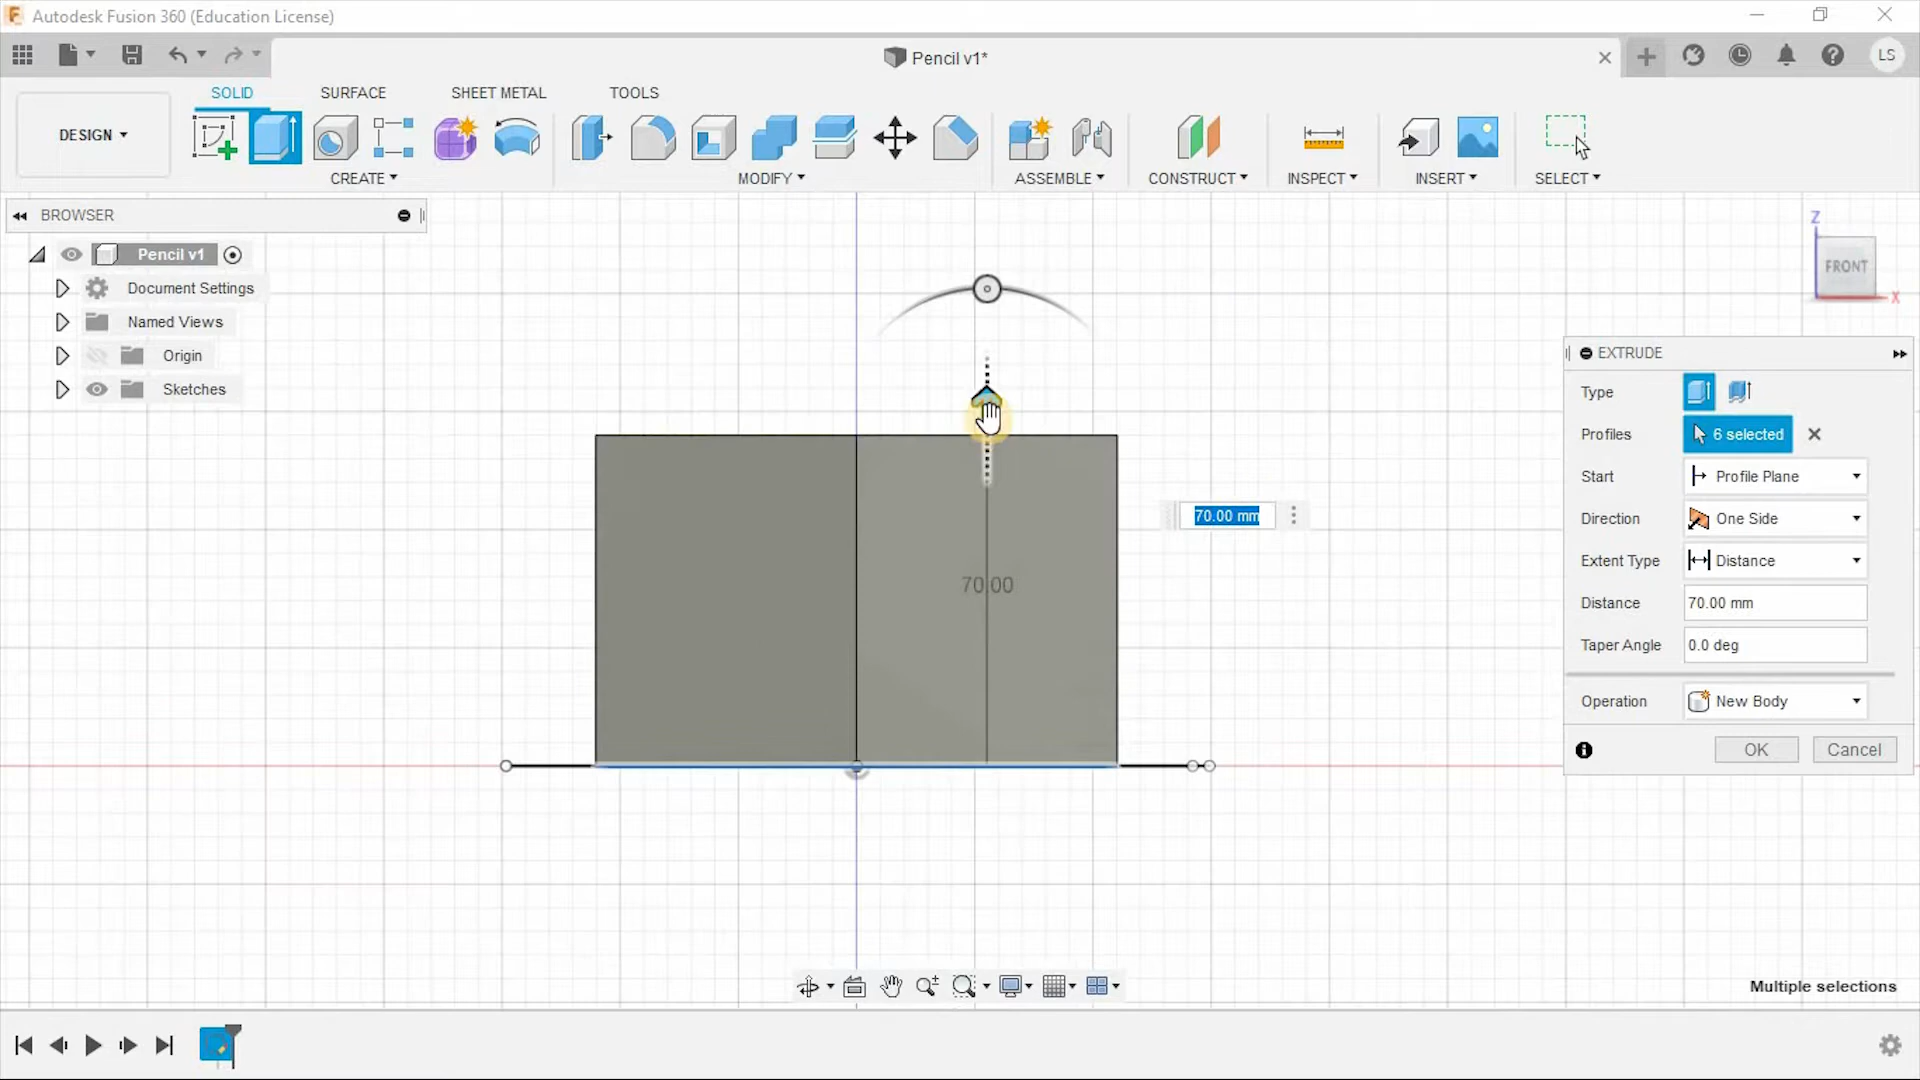 Autodesk Fusion 360 (Education License)
Pencil v1*
LS
SOLID
SURFACE
SHEET METAL
TOOLS
DESIGN
CREATE
MODIFY
ASSEMBLE
CONSTRUCT
INSPECT
INSERT
SELECT
BROWSER
Pencil v1
Document Settings
Named Views
Origin
Sketches
Z
FRONT
X
70.00 mm
70.00
EXTRUDE
Type
Profiles
6 selected
Start
Profile Plane
Direction
One Side
Extent Type
Distance
Distance
70.00 mm
Taper Angle
0.0 deg
Operation
New Body
OK
Cancel
Multiple selections